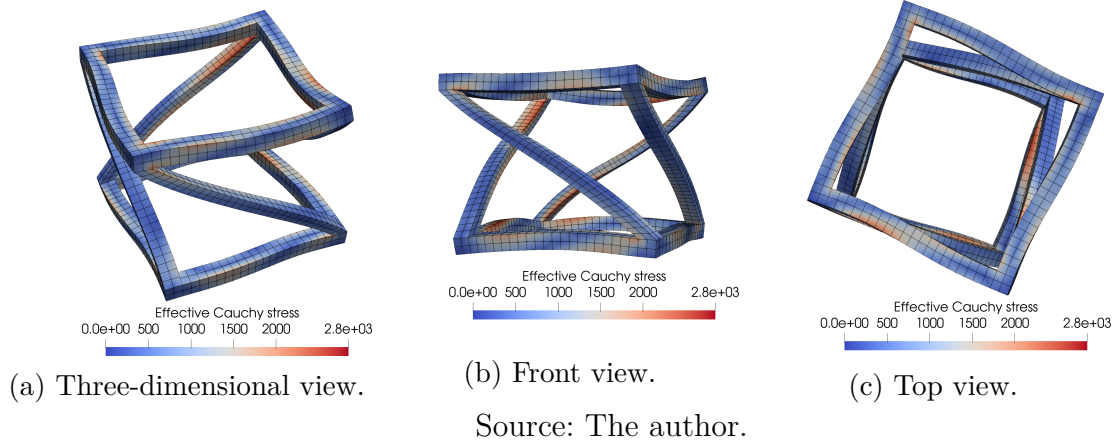 Effective Cauchy stress
0.0e+00 500 1000 1500 2000 2.8e+03
(a) Three-dimensional view.
Effective Cauchy stress
0.0e+00 500 1000 1500 2000 2.8e+03
(b) Front view.
Effective Cauchy stress
0.0e+00 500 1000 1500 2000 2.8e+03
(c) Top view.
Source: The author.